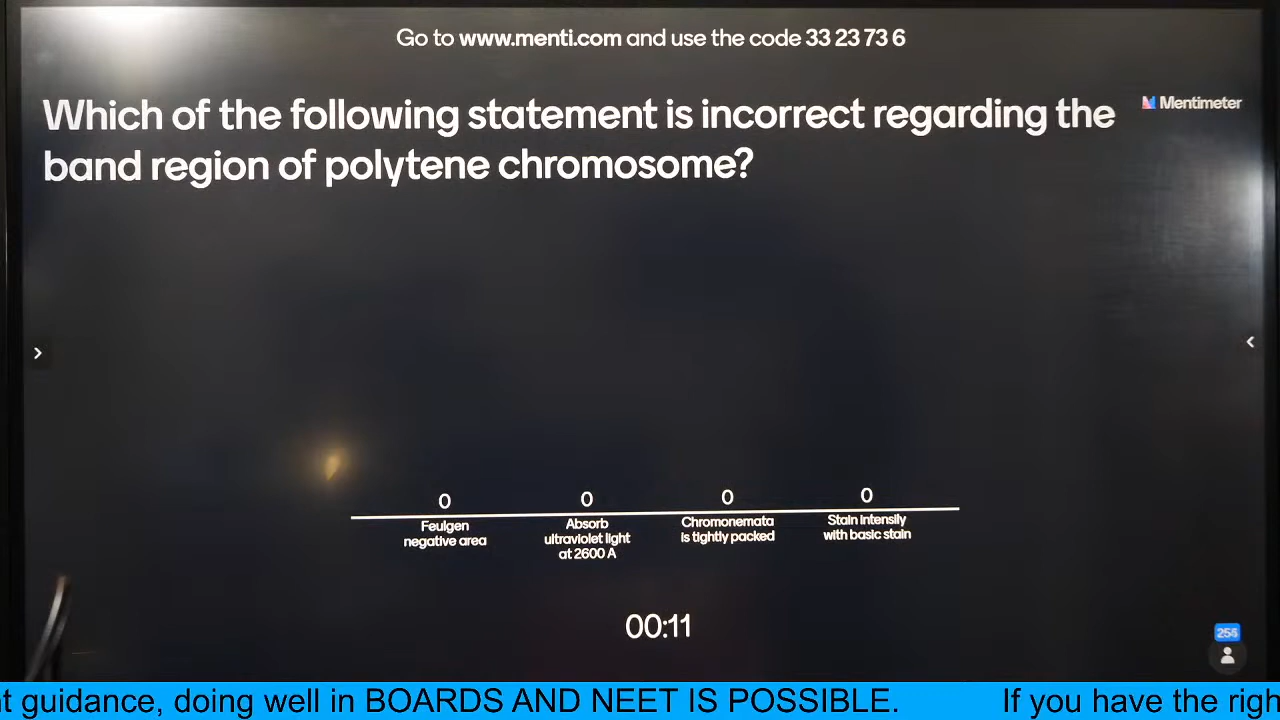 Go to www.menti.com and use the code 33 23 73 6
Which of the following statement is incorrect regarding the
band region of polytene chromosome?
Mentimeter
0
0
0
0
Feulgen
negative area
Absorb
ultraviolet light
at 2600 A
Chromonemata
is tightly packed
Stain intensily
with basic stain
00:11
256
t guidance, doing well in BOARDS AND NEET IS POSSIBLE.
If you have the righ